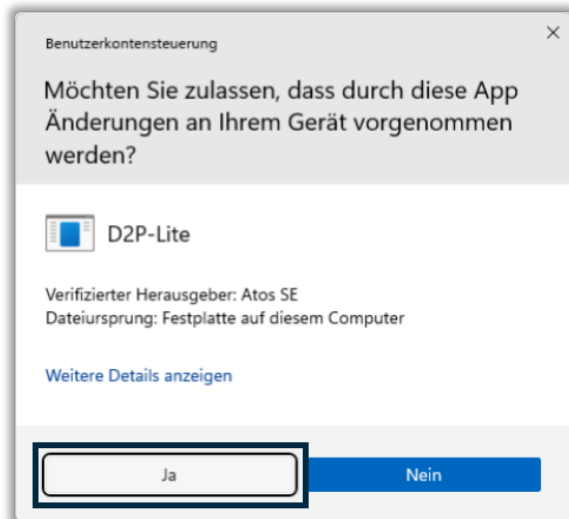 Benutzerkontensteuerung
Möchten Sie zulassen, dass durch diese App
Änderungen an Ihrem Gerät vorgenommen
werden?
D2P-Lite
Verifizierter Herausgeber: Atos SE
Dateiursprung: Festplatte auf diesem Computer
Weitere Details anzeigen
Ja
Nein